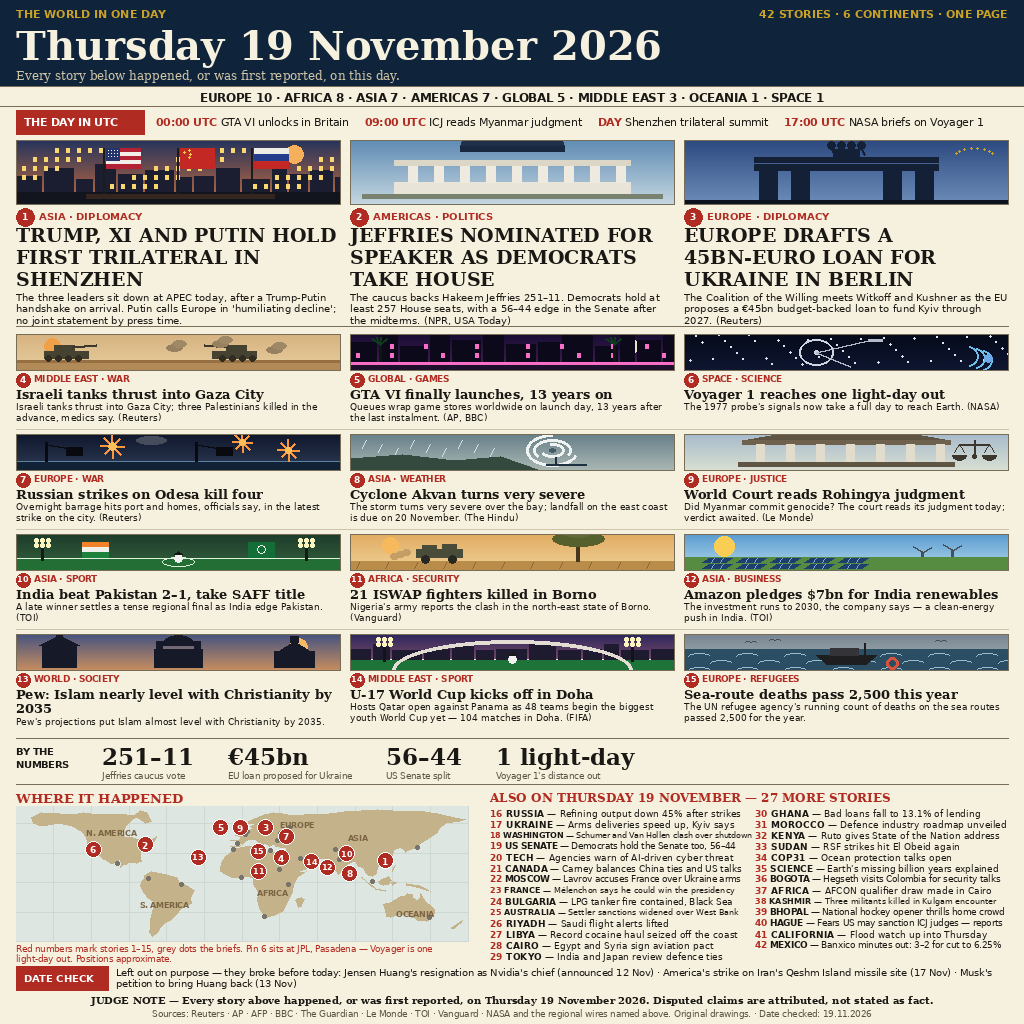 THE WORLD IN ONE DAY
42 STORIES · 6 CONTINENTS · ONE PAGE
Thursday 19 November 2026
Every story below happened, or was first reported, on this day.
EUROPE 10 · AFRICA 8 · ASIA 7 · AMERICAS 7 · GLOBAL 5 · MIDDLE EAST 3 · OCEANIA 1 · SPACE 1
THE DAY IN UTC
00:00 UTC GTA VI unlocks in Britain
09:00 UTC ICJ reads Myanmar judgment
DAY Shenzhen trilateral summit
17:00 UTC NASA briefs on Voyager 1
1 ASIA · DIPLOMACY
TRUMP, XI AND PUTIN HOLD
FIRST TRILATERAL IN
SHENZHEN
The three leaders sit down at APEC today, after a Trump-Putin
handshake on arrival. Putin calls Europe in 'humiliating decline';
no joint statement by press time.
2 AMERICAS · POLITICS
JEFFRIES NOMINATED FOR
SPEAKER AS DEMOCRATS
TAKE HOUSE
The caucus backs Hakeem Jeffries 251–11. Democrats hold at
least 257 House seats, with a 56–44 edge in the Senate after
the midterms. (NPR, USA Today)
3 EUROPE · DIPLOMACY
EUROPE DRAFTS A
45BN-EURO LOAN FOR
UKRAINE IN BERLIN
The Coalition of the Willing meets Witkoff and Kushner as the EU
proposes a €45bn budget-backed loan to fund Kyiv through
2027. (Reuters)
4 MIDDLE EAST · WAR
Israeli tanks thrust into Gaza City
Israeli tanks thrust into Gaza City; three Palestinians killed in the
advance, medics say. (Reuters)
5 GLOBAL · GAMES
GTA VI finally launches, 13 years on
Queues wrap game stores worldwide on launch day, 13 years after
the last instalment. (AP, BBC)
6 SPACE · SCIENCE
Voyager 1 reaches one light-day out
The 1977 probe's signals now take a full day to reach Earth. (NASA)
7 EUROPE · WAR
Russian strikes on Odesa kill four
Overnight barrage hits port and homes, officials say, in the latest
strike on the city. (Reuters)
8 ASIA · WEATHER
Cyclone Akvan turns very severe
The storm turns very severe over the bay; landfall on the east coast
is due on 20 November. (The Hindu)
9 EUROPE · JUSTICE
World Court reads Rohingya judgment
Did Myanmar commit genocide? The court reads its judgment today;
verdict awaited. (Le Monde)
10 ASIA · SPORT
India beat Pakistan 2–1, take SAFF title
A late winner settles a tense regional final as India edge Pakistan.
(TOI)
11 AFRICA · SECURITY
21 ISWAP fighters killed in Borno
Nigeria's army reports the clash in the north-east state of Borno.
(Vanguard)
12 ASIA · BUSINESS
Amazon pledges $7bn for India renewables
The investment runs to 2030, the company says — a clean-energy
push in India. (TOI)
13 WORLD · SOCIETY
Pew: Islam nearly level with Christianity by
2035
Pew's projections put Islam almost level with Christianity by 2035.
14 MIDDLE EAST · SPORT
U-17 World Cup kicks off in Doha
Hosts Qatar open against Panama as 48 teams begin the biggest
youth World Cup yet — 104 matches in Doha. (FIFA)
15 EUROPE · REFUGEES
Sea-route deaths pass 2,500 this year
The UN refugee agency's running count of deaths on the sea routes
passed 2,500 for the year.
BY THE
NUMBERS
251–11
Jeffries caucus vote
€45bn
EU loan proposed for Ukraine
56–44
US Senate split
1 light-day
Voyager 1's distance out
WHERE IT HAPPENED
N. AMERICA
S. AMERICA
EUROPE
AFRICA
ASIA
OCEANIA
5
9
3
7
6
2
13
15
4
14
12
10
8
1
11
Red numbers mark stories 1–15, grey dots the briefs. Pin 6 sits at JPL, Pasadena — Voyager is one
light-day out. Positions approximate.
ALSO ON THURSDAY 19 NOVEMBER — 27 MORE STORIES
16 RUSSIA — Refining output down 45% after strikes
17 UKRAINE — Arms deliveries speed up, Kyiv says
18 WASHINGTON — Schumer and Van Hollen clash over shutdown
19 US SENATE — Democrats hold the Senate too, 56–44
20 TECH — Agencies warn of AI-driven cyber threat
21 CANADA — Carney balances China ties and US talks
22 MOSCOW — Lavrov accuses France over Ukraine arms
23 FRANCE — Mélenchon says he could win the presidency
24 BULGARIA — LPG tanker fire contained, Black Sea
25 AUSTRALIA — Settler sanctions widened over West Bank
26 RIYADH — Saudi flight alerts lifted
27 LIBYA — Record cocaine haul seized off the coast
28 CAIRO — Egypt and Syria sign aviation pact
29 TOKYO — India and Japan review defence ties
30 GHANA — Bad loans fall to 13.1% of lending
31 MOROCCO — Defence industry roadmap unveiled
32 KENYA — Ruto gives State of the Nation address
33 SUDAN — RSF strikes hit El Obeid again
34 COP31 — Ocean protection talks open
35 SCIENCE — Earth's missing billion years explained
36 BOGOTA — Hegseth visits Colombia for security talks
37 AFRICA — AFCON qualifier draw made in Cairo
38 KASHMIR — Three militants killed in Kulgam encounter
39 BHOPAL — National hockey opener thrills home crowd
40 HAGUE — Fears US may sanction ICJ judges — reports
41 CALIFORNIA — Flood watch up into Thursday
42 MEXICO — Banxico minutes out: 3–2 for cut to 6.25%
DATE CHECK
Left out on purpose — they broke before today: Jensen Huang's resignation as Nvidia's chief (announced 12 Nov) · America's strike on Iran's Qeshm Island missile site (17 Nov) · Musk's
petition to bring Huang back (13 Nov)
JUDGE NOTE — Every story above happened, or was first reported, on Thursday 19 November 2026. Disputed claims are attributed, not stated as fact.
Sources: Reuters · AP · AFP · BBC · The Guardian · Le Monde · TOI · Vanguard · NASA and the regional wires named above. Original drawings. · Date checked: 19.11.2026